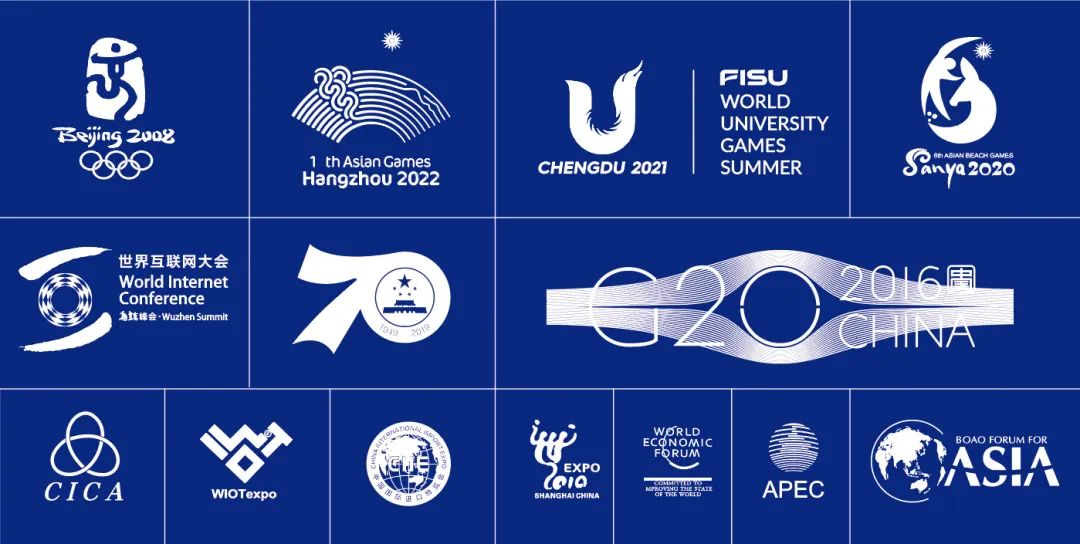 Beijing 2008
1 th Asian Games
Hangzhou 2022
CHENGDU 2021
FISU
WORLD
UNIVERSITY
GAMES
SUMMER
6th ASIAN BEACH GAMES
Sanya 2020
世界互联网大会
World Internet
Conference
乌镇峰会-Wuzhen Summit
70
1949 2019
G20
2016
CHINA
CICA
WIOTexpo
CHINA INTERNATIONAL IMPORT EXPO
CIIE
中国国际进口博览会
EXPO
2010
SHANGHAI CHINA
WORLD
ECONOMIC
FORUM
COMMITTED TO
IMPROVING THE STATE
OF THE WORLD
APEC
BOAO FORUM FOR
ASIA